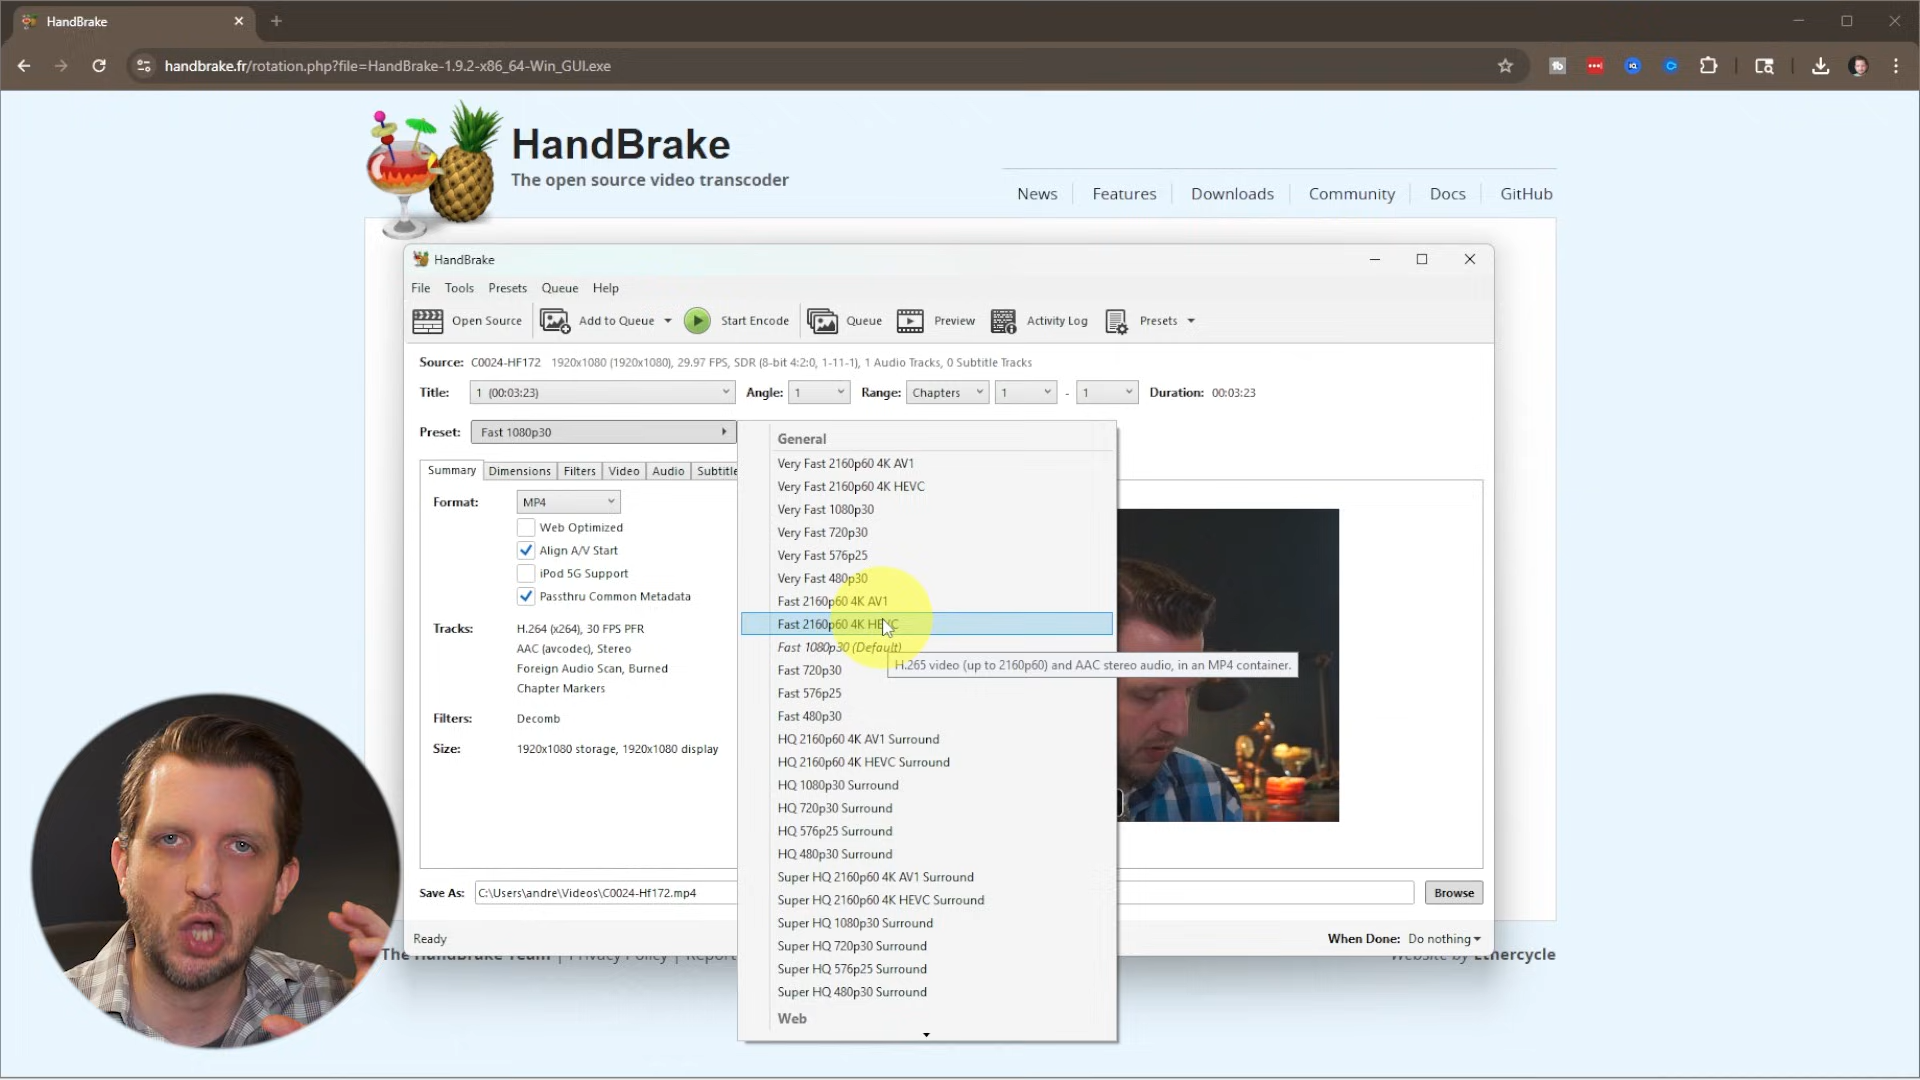 HandBrake
handbrake.fr/rotation.php?file=HandBrake-1.9.2-x86_64-Win_GUI.exe
HandBrake
The open source video transcoder
News Features Downloads Community Docs GitHub
HandBrake
File Tools Presets Queue Help
Open Source Add to Queue Start Encode Queue Preview Activity Log Presets
Source: C0024-HF172 1920x1080 (1920x1080), 29.97 FPS, SDR (8-bit 4:2:0, 1-11-1), 1 Audio Tracks, 0 Subtitle Tracks
Title: 1 (00:03:23) Angle: 1 Range: Chapters 1 - 1 Duration: 00:03:23
Preset: Fast 1080p30
Summary Dimensions Filters Video Audio Subtitle
Format: MP4
Web Optimized
Align A/V Start
iPod 5G Support
Passthru Common Metadata
Tracks: H.264 (x264), 30 FPS PFR
AAC (avcodec), Stereo
Foreign Audio Scan, Burned
Chapter Markers
Filters: Decomb
Size: 1920x1080 storage, 1920x1080 display
General
Very Fast 2160p60 4K AV1
Very Fast 2160p60 4K HEVC
Very Fast 1080p30
Very Fast 720p30
Very Fast 576p25
Very Fast 480p30
Fast 2160p60 4K AV1
Fast 2160p60 4K HEVC
Fast 1080p30 (Default)
H.265 video (up to 2160p60) and AAC stereo audio, in an MP4 container.
Fast 720p30
Fast 576p25
Fast 480p30
HQ 2160p60 4K AV1 Surround
HQ 2160p60 4K HEVC Surround
HQ 1080p30 Surround
HQ 720p30 Surround
HQ 576p25 Surround
HQ 480p30 Surround
Super HQ 2160p60 4K AV1 Surround
Super HQ 2160p60 4K HEVC Surround
Super HQ 1080p30 Surround
Super HQ 720p30 Surround
Super HQ 576p25 Surround
Super HQ 480p30 Surround
Web
Save As: C:\Users\andre\Videos\C0024-Hf172.mp4 Browse
Ready When Done: Do nothing
The HandBrake Team | Privacy Policy | Report Website by Ethercycle